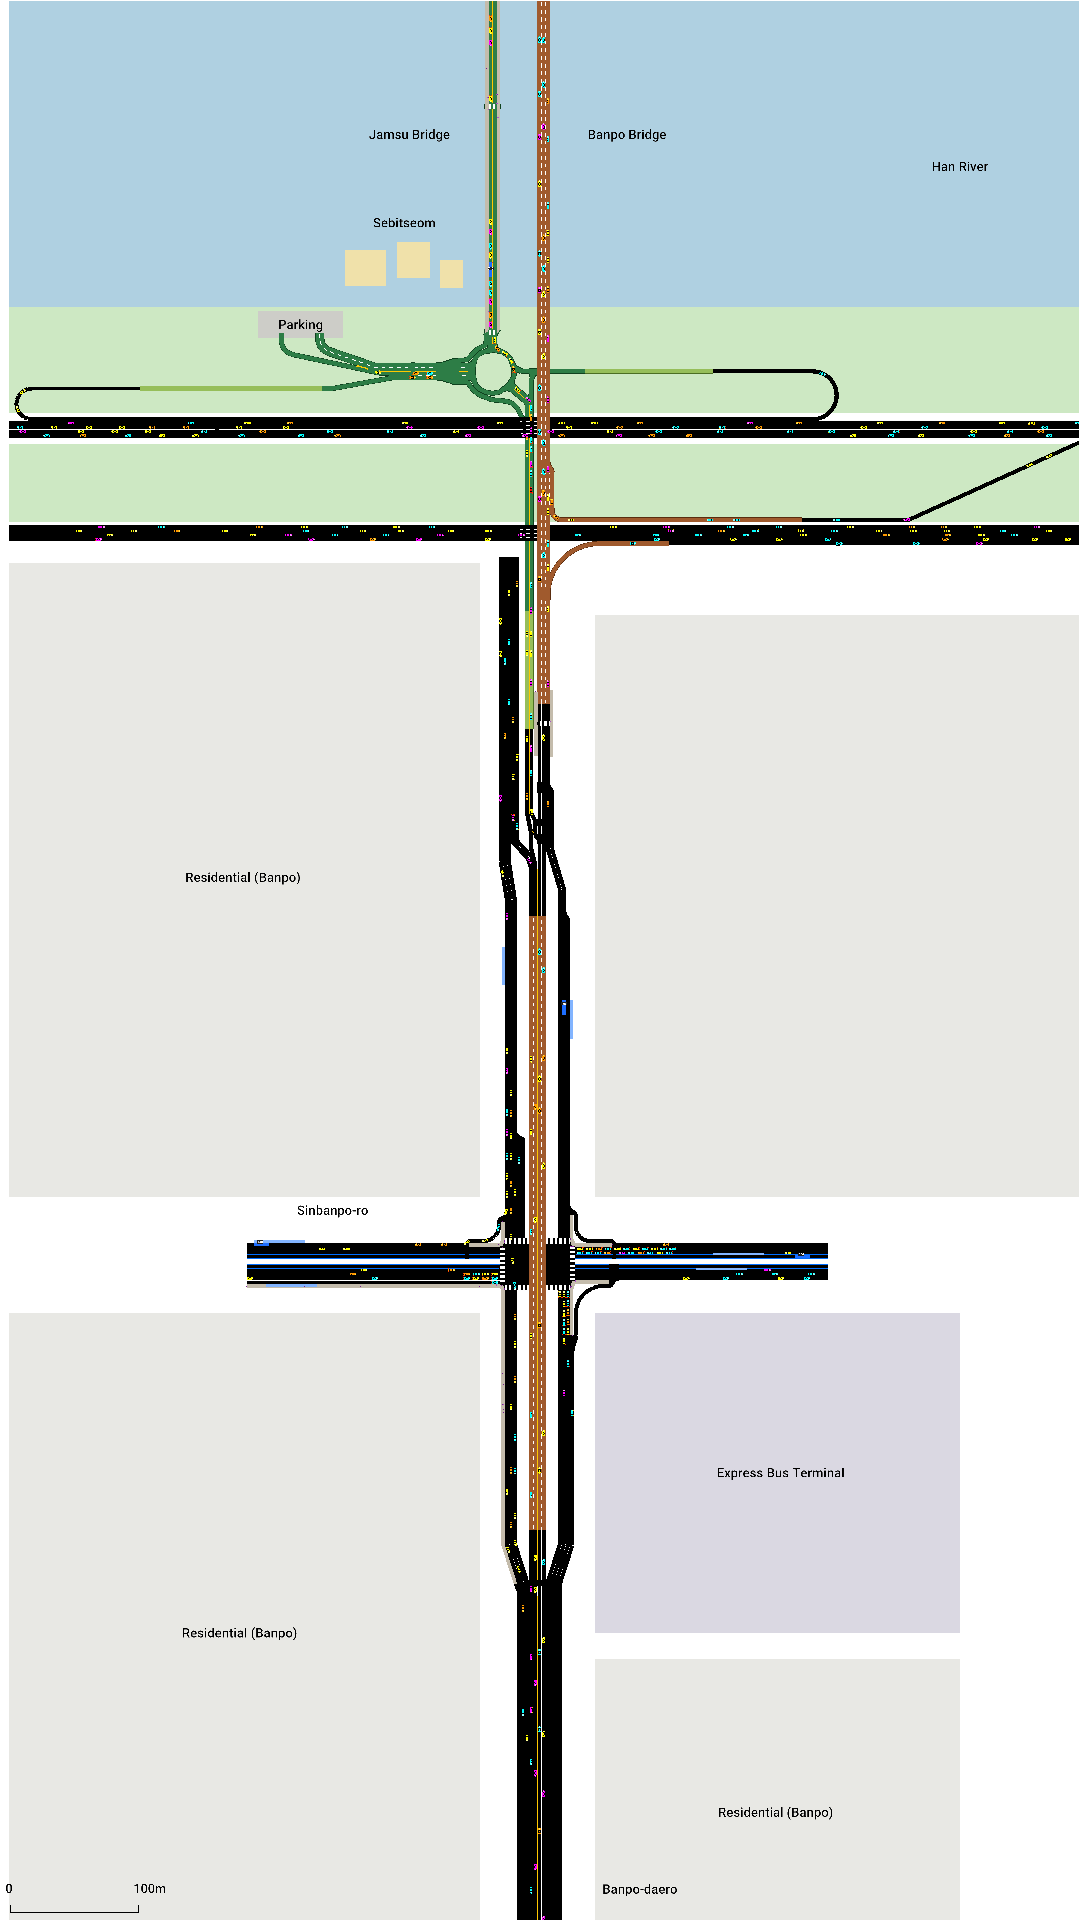 Jamsu Bridge
Banpo Bridge
Han River
Sebitseom
Parking
Residential (Banpo)
Sinbanpo-ro
Express Bus Terminal
Residential (Banpo)
Residential (Banpo)
Banpo-daero
0
100m